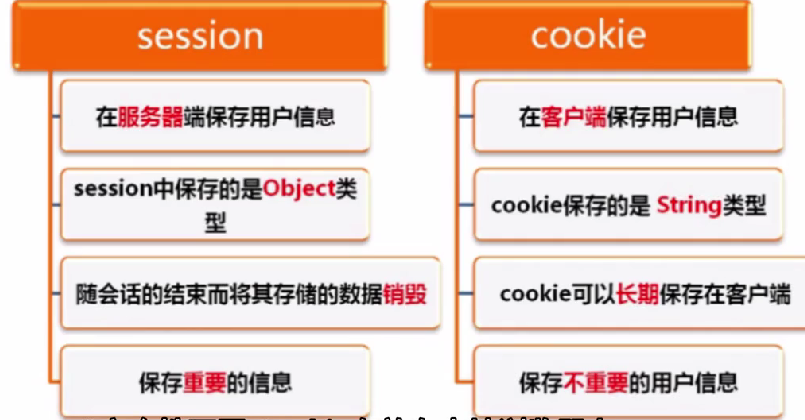 session
在服务器端保存用户信息
session中保存的是Object类
型
随会话的结束而将其存储的数据销毁
保存重要的信息
cookie
在客户端保存用户信息
cookie保存的是 String类型
cookie可以长期保存在客户端
保存不重要的用户信息